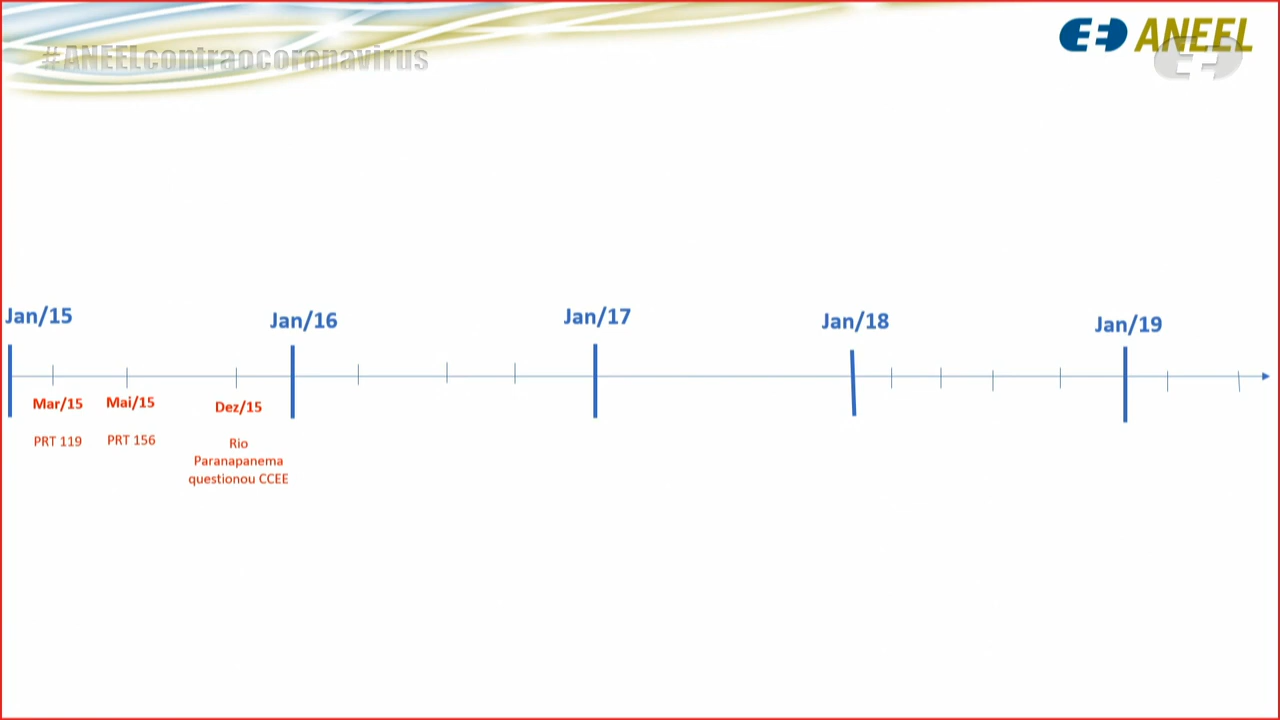 #ANEELcontraocoronavirus
ANEEL
Jan/15
Jan/16
Jan/17
Jan/18
Jan/19
Mar/15
Mai/15
Dez/15
PRT 119
PRT 156
Rio
Paranapanema
questionou CCEE